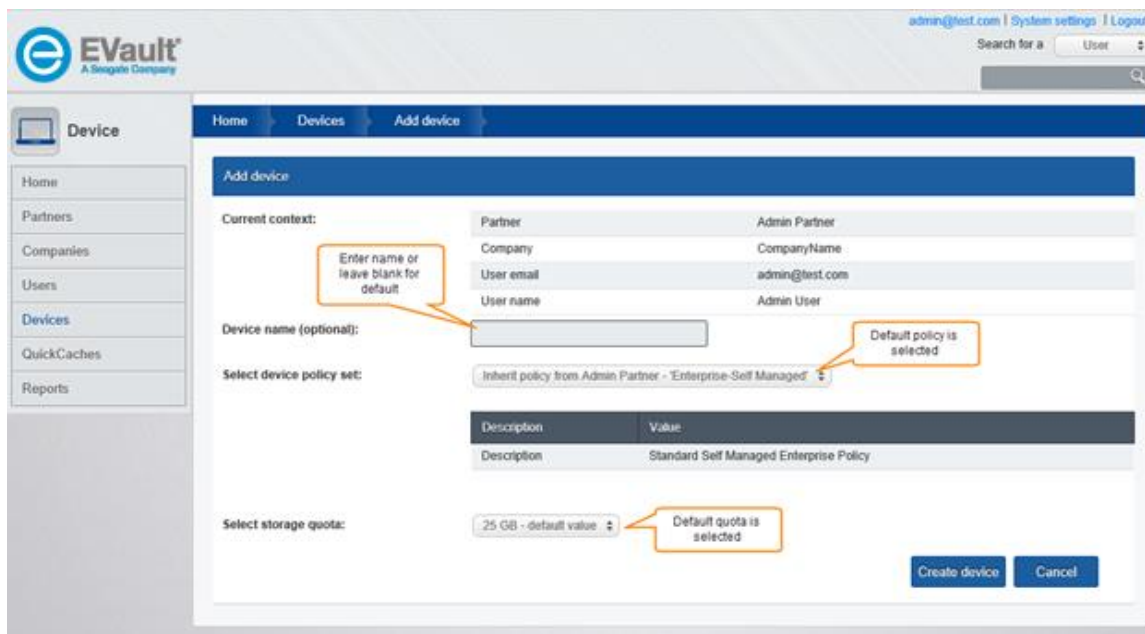 admin@test.com | System settings | Logout
EVault
A Seagate Company
Search for a User
Device
Home Devices Add device
Home
Partners
Companies
Users
Devices
QuickCaches
Reports
Add device
Current context:
Partner Admin Partner
Company CompanyName
User email admin@test.com
User name Admin User
Enter name or
leave blank for
default
Device name (optional):
Default policy is
selected
Select device policy set:
Inherit policy from Admin Partner - 'Enterprise-Self Managed'
Description Value
Description Standard Self Managed Enterprise Policy
Select storage quota:
25 GB - default value
Default quota is
selected
Create device Cancel